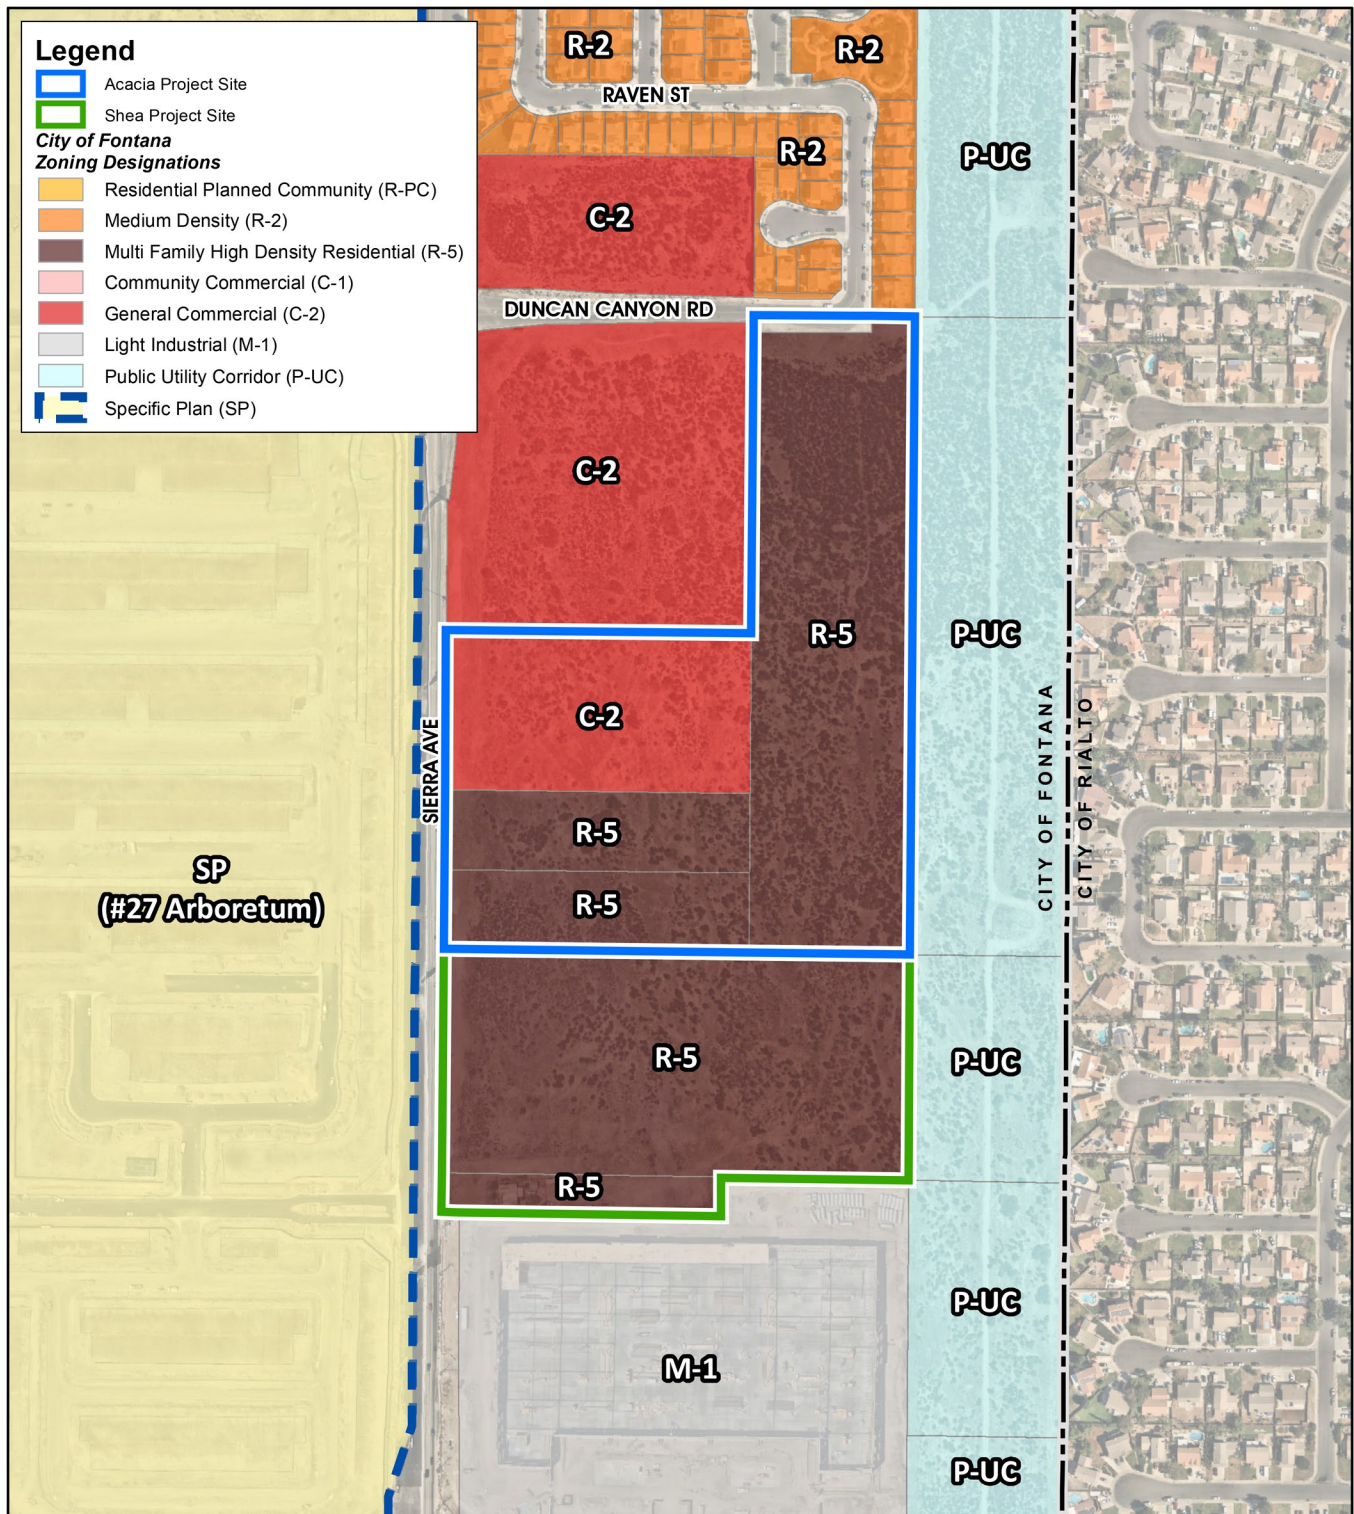 Legend
Acacia Project Site
Shea Project Site
City of Fontana
Zoning Designations
Residential Planned Community (R-PC)
Medium Density (R-2)
Multi Family High Density Residential (R-5)
Community Commercial (C-1)
General Commercial (C-2)
Light Industrial (M-1)
Public Utility Corridor (P-UC)
Specific Plan (SP)
R-2
R-2
RAVEN ST
R-2
P-UC
C-2
DUNCAN CANYON RD
C-2
R-5
P-UC
C-2
SIERRA AVE
CITY OF FONTANA
CITY OF RIALTO
R-5
SP
(#27 Arboretum)
R-5
R-5
P-UC
R-5
P-UC
M-1
P-UC